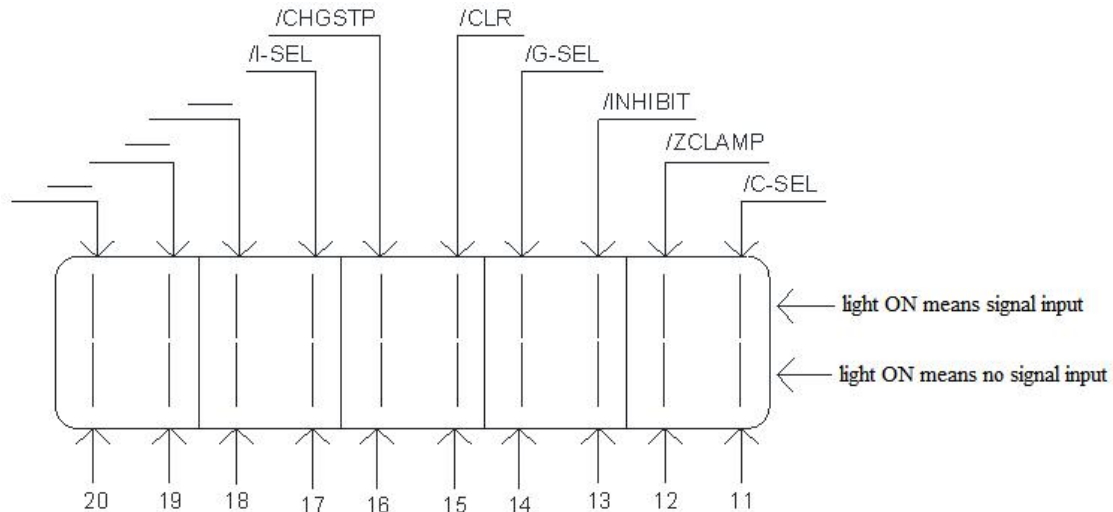 /CHGSTP
/CLR
/I-SEL
/G-SEL
/INHIBIT
/ZCLAMP
/C-SEL
light ON means signal input
light ON means no signal input
20 19 18 17 16 15 14 13 12 11